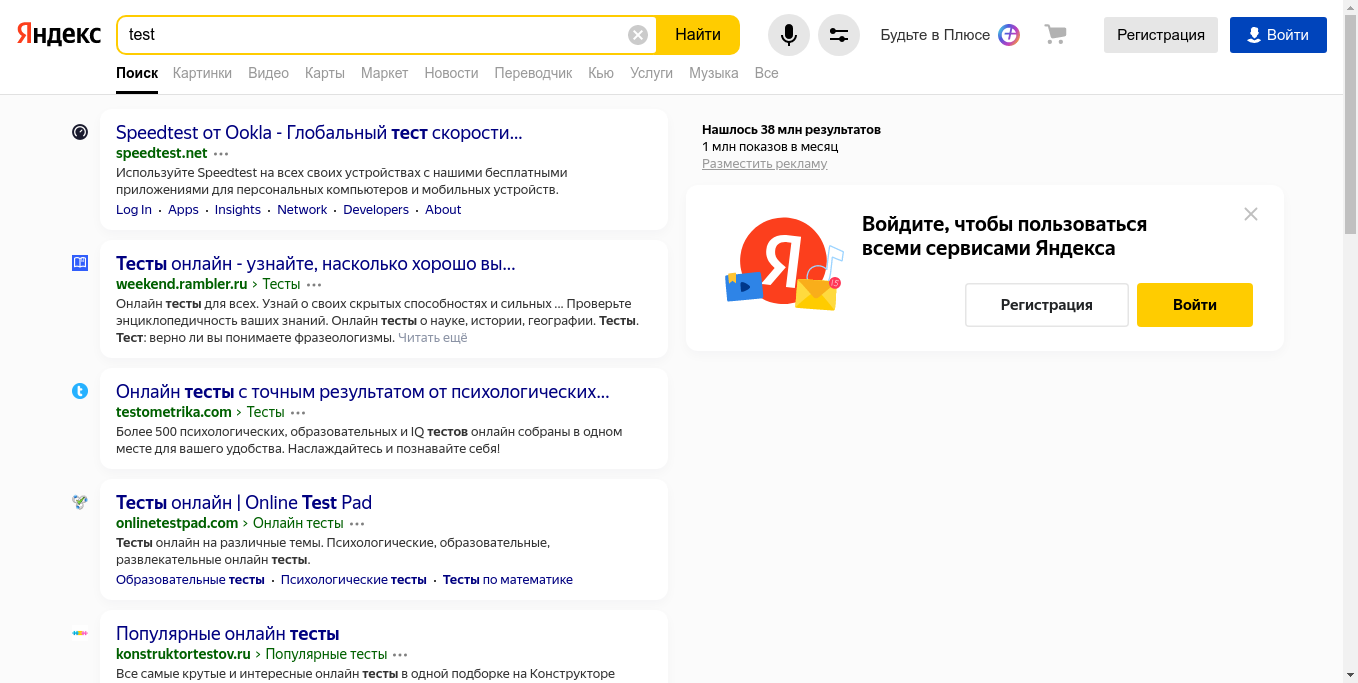 Яндекс
test
Найти
Будьте в Плюсе
Регистрация
Войти
Поиск Картинки Видео Карты Маркет Новости Переводчик Кью Услуги Музыка Все
Speedtest от Ookla - Глобальный тест скорости...
speedtest.net
Используйте Speedtest на всех своих устройствах с нашими бесплатными
приложениями для персональных компьютеров и мобильных устройств.
Log In · Apps · Insights · Network · Developers · About
Тесты онлайн - узнайте, насколько хорошо вы...
weekend.rambler.ru › Тесты
Онлайн тесты для всех. Узнай о своих скрытых способностях и сильных ... Проверьте
энциклопедичность ваших знаний. Онлайн тесты о науке, истории, географии. Тесты.
Тест: верно ли вы понимаете фразеологизмы. Читать ещё
Онлайн тесты с точным результатом от психологических...
testometrika.com › Тесты
Более 500 психологических, образовательных и IQ тестов онлайн собраны в одном
месте для вашего удобства. Наслаждайтесь и познавайте себя!
Тесты онлайн | Online Test Pad
onlinetestpad.com › Онлайн тесты
Тесты онлайн на различные темы. Психологические, образовательные,
развлекательные онлайн тесты.
Образовательные тесты · Психологические тесты · Тесты по математике
Популярные онлайн тесты
konstruktortestov.ru › Популярные тесты
Все самые крутые и интересные онлайн тесты в одной подборке на Конструкторе
Нашлось 38 млн результатов
1 млн показов в месяц
Разместить рекламу
Я
15
Войдите, чтобы пользоваться
всеми сервисами Яндекса
Регистрация
Войти